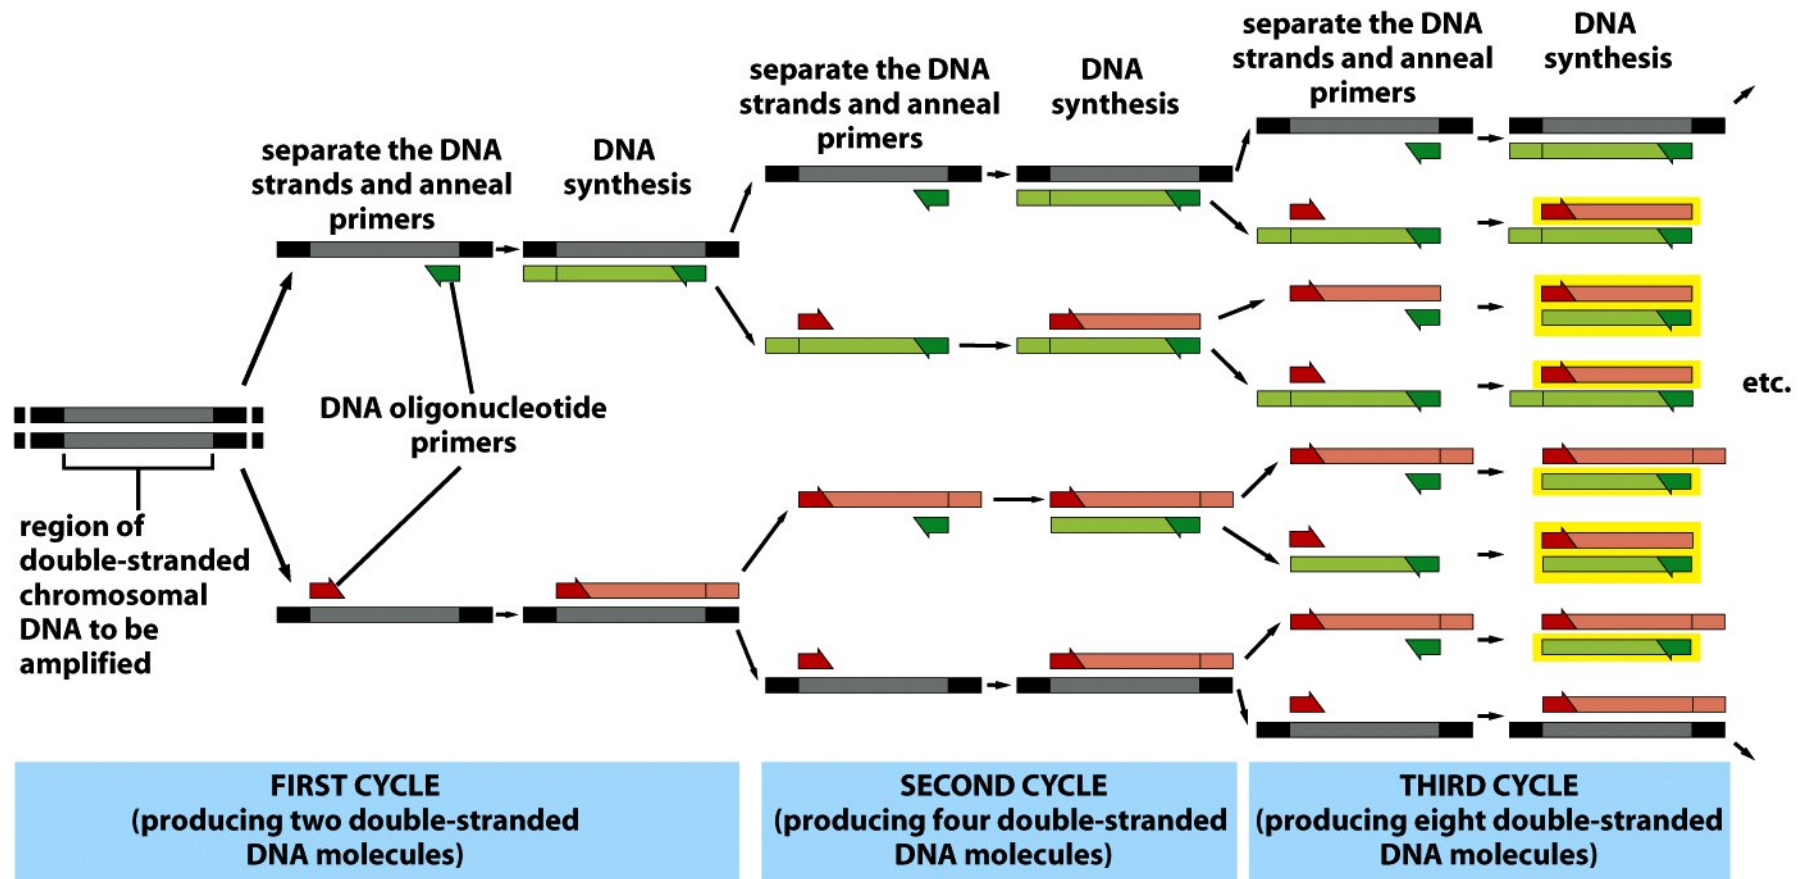 separate the DNA
strands and anneal
primers
DNA
synthesis
separate the DNA
strands and anneal
primers
DNA
synthesis
separate the DNA
strands and anneal
primers
DNA
synthesis
DNA oligonucleotide
primers
etc.
region of
double-stranded
chromosomal
DNA to be
amplified
FIRST CYCLE
(producing two double-stranded
DNA molecules)
SECOND CYCLE
(producing four double-stranded
DNA molecules)
THIRD CYCLE
(producing eight double-stranded
DNA molecules)